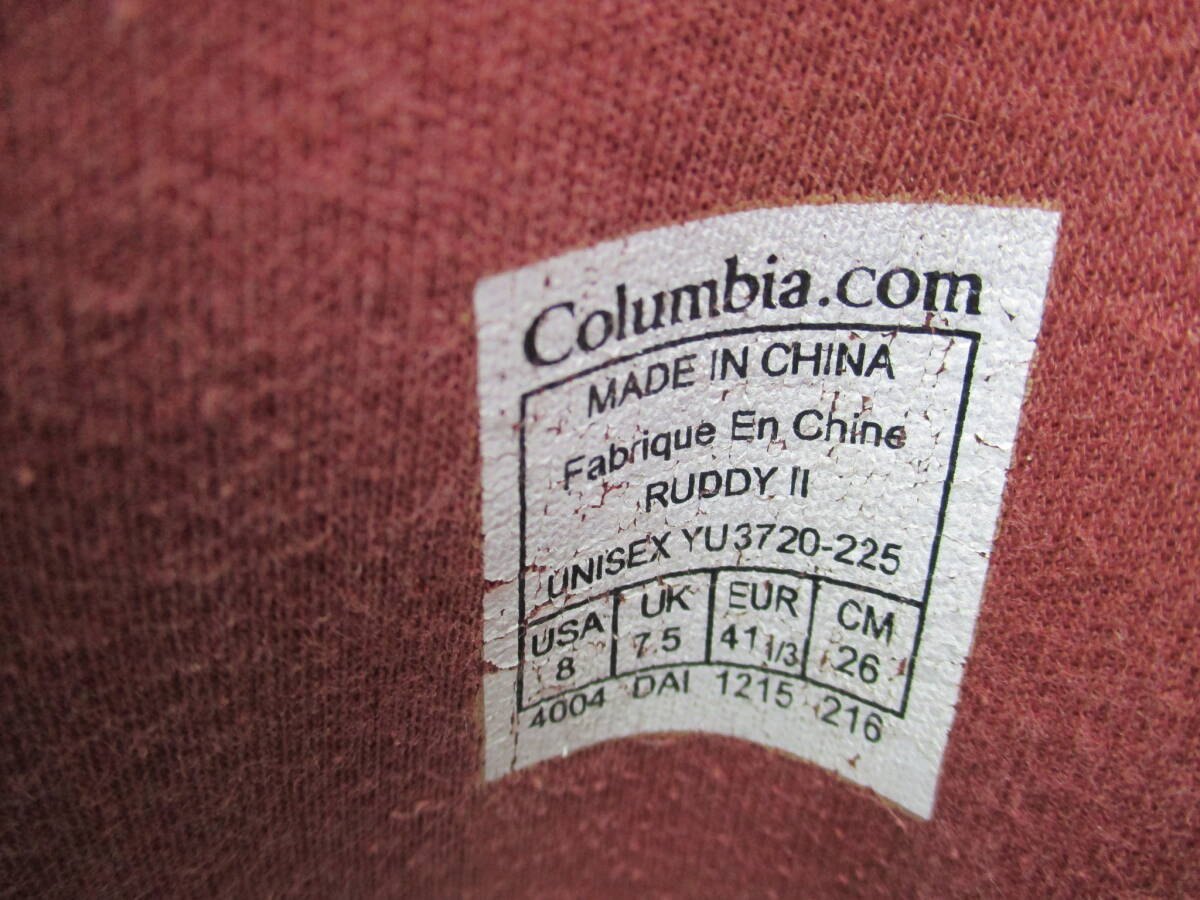 Columbia.com
MADE IN CHINA
Fabrique En Chine
RUDDY II
UNISEX YU3720-225
USA UK EUR CM
8 7.5 41 1/3 26
4004 DAI 1215 216